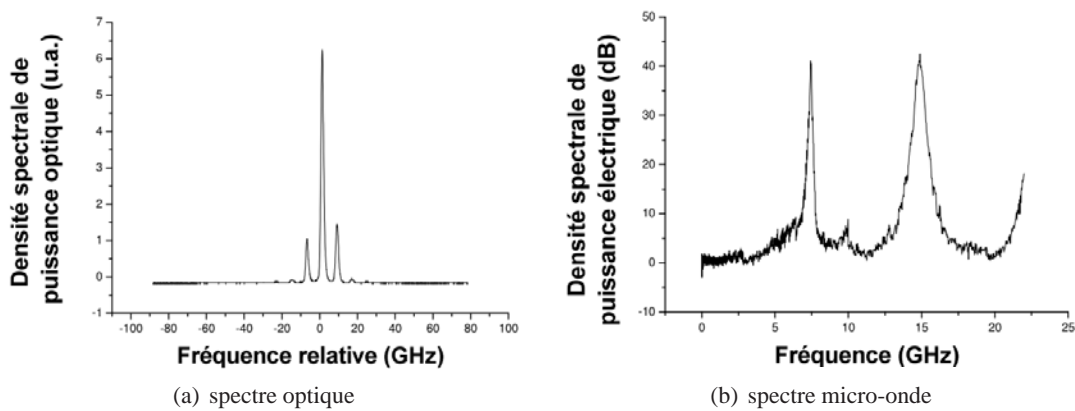 Densité spectrale de
puissance optique (u.a.)
7
6
5
4
3
2
1
0
-1
-100 -80 -60 -40 -20 0 20 40 60 80 100
Fréquence relative (GHz)
(a) spectre optique
Densité spectrale de
puissance électrique (dB)
50
40
30
20
10
0
-10
0 5 10 15 20 25
Fréquence (GHz)
(b) spectre micro-onde